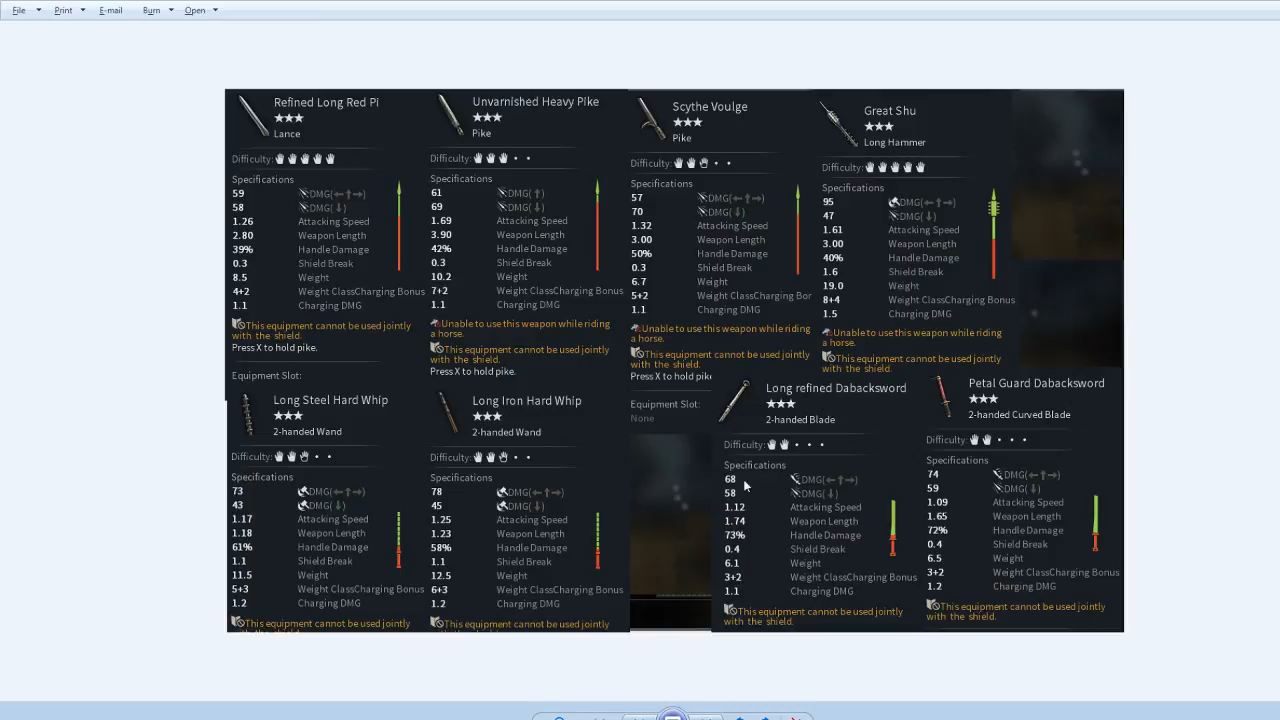 File Print E-mail Burn Open
Refined Long Red Pi
Lance
Difficulty:
Specifications
59 DMG(←↑→)
58 DMG(↓)
1.26 Attacking Speed
2.80 Weapon Length
39% Handle Damage
0.3 Shield Break
8.5 Weight
4+2 Weight ClassCharging Bonus
1.1 Charging DMG
This equipment cannot be used jointly
with the shield.
Press X to hold pike.
Equipment Slot:
Unvarnished Heavy Pike
Pike
Difficulty:
Specifications
61 DMG(↑)
69 DMG(↓)
1.69 Attacking Speed
3.90 Weapon Length
42% Handle Damage
0.3 Shield Break
10.2 Weight
7+2 Weight ClassCharging Bonus
1.1 Charging DMG
Unable to use this weapon while riding
a horse.
This equipment cannot be used jointly
with the shield.
Press X to hold pike.
Scythe Voulge
Pike
Difficulty:
Specifications
57 DMG(←↑→)
70 DMG(↓)
1.32 Attacking Speed
3.00 Weapon Length
50% Handle Damage
0.3 Shield Break
6.7 Weight
5+2 Weight ClassCharging Bor
1.1 Charging DMG
Unable to use this weapon while riding
a horse.
This equipment cannot be used jointly
with the shield.
Press X to hold pike
Equipment Slot:
None
Great Shu
Long Hammer
Difficulty:
Specifications
95 DMG(←↑→)
47 DMG(↓)
1.61 Attacking Speed
3.00 Weapon Length
40% Handle Damage
1.6 Shield Break
19.0 Weight
8+4 Weight ClassCharging Bonus
1.5 Charging DMG
Unable to use this weapon while riding
a horse.
This equipment cannot be used jointly
with the shield.
Long Steel Hard Whip
2-handed Wand
Difficulty:
Specifications
73 DMG(←↑→)
43 DMG(↓)
1.17 Attacking Speed
1.18 Weapon Length
61% Handle Damage
1.1 Shield Break
11.5 Weight
5+3 Weight ClassCharging Bonus
1.2 Charging DMG
This equipment cannot be used jointly
with the shield.
Long Iron Hard Whip
2-handed Wand
Difficulty:
Specifications
78 DMG(←↑→)
45 DMG(↓)
1.25 Attacking Speed
1.23 Weapon Length
58% Handle Damage
1.1 Shield Break
12.5 Weight
6+3 Weight ClassCharging Bonus
1.2 Charging DMG
This equipment cannot be used jointly
with the shield.
Long refined Dabacksword
2-handed Blade
Difficulty:
Specifications
68 DMG(←↑→)
58 DMG(↓)
1.12 Attacking Speed
1.74 Weapon Length
73% Handle Damage
0.4 Shield Break
6.1 Weight
3+2 Weight ClassCharging Bonus
1.1 Charging DMG
This equipment cannot be used jointly
with the shield.
Petal Guard Dabacksword
2-handed Curved Blade
Difficulty:
Specifications
74 DMG(←↑→)
59 DMG(↓)
1.09 Attacking Speed
1.65 Weapon Length
72% Handle Damage
0.4 Shield Break
6.5 Weight
3+2 Weight ClassCharging Bonus
1.2 Charging DMG
This equipment cannot be used jointly
with the shield.